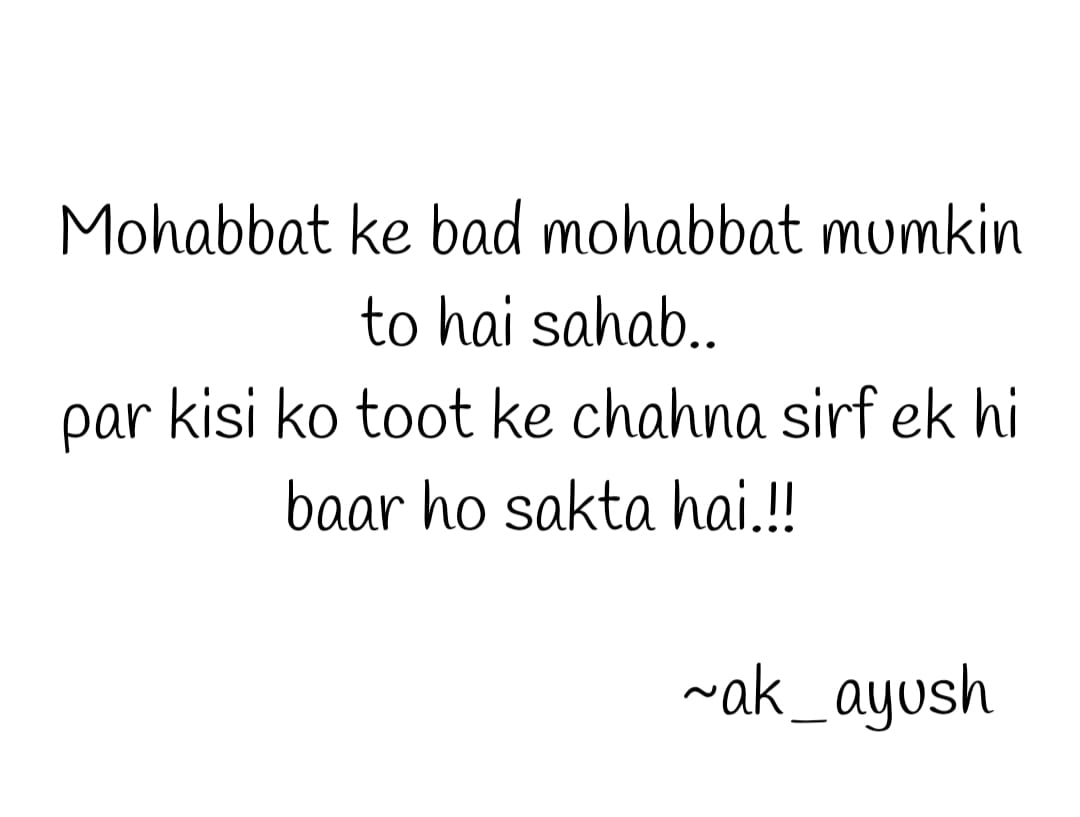 Mohabbat ke bad mohabbat mumkin
to hai sahab..
par kisi ko toot ke chahna sirf ek hi
baar ho sakta hai.!!
~ak_ayush